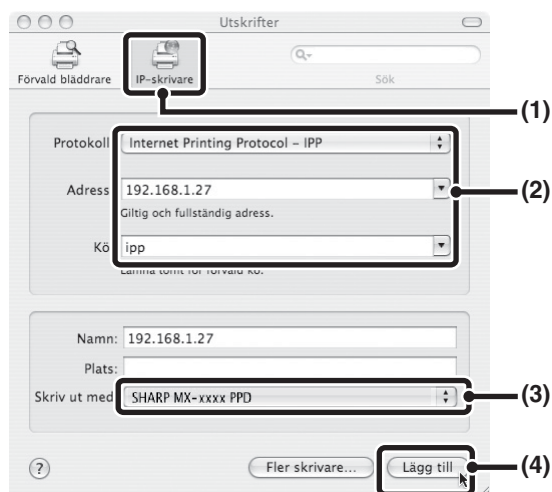 Utskrifter
Förvald bläddrare
IP-skrivare
Sök
(1)
Protokoll
Internet Printing Protocol – IPP
Adress
192.168.1.27
(2)
Giltig och fullständig adress.
Kö
ipp
Lämna tomt för förvald kö.
Namn: 192.168.1.27
Plats:
Skriv ut med
SHARP MX-xxxx PPD
(3)
?
Fler skrivare...
Lägg till
(4)